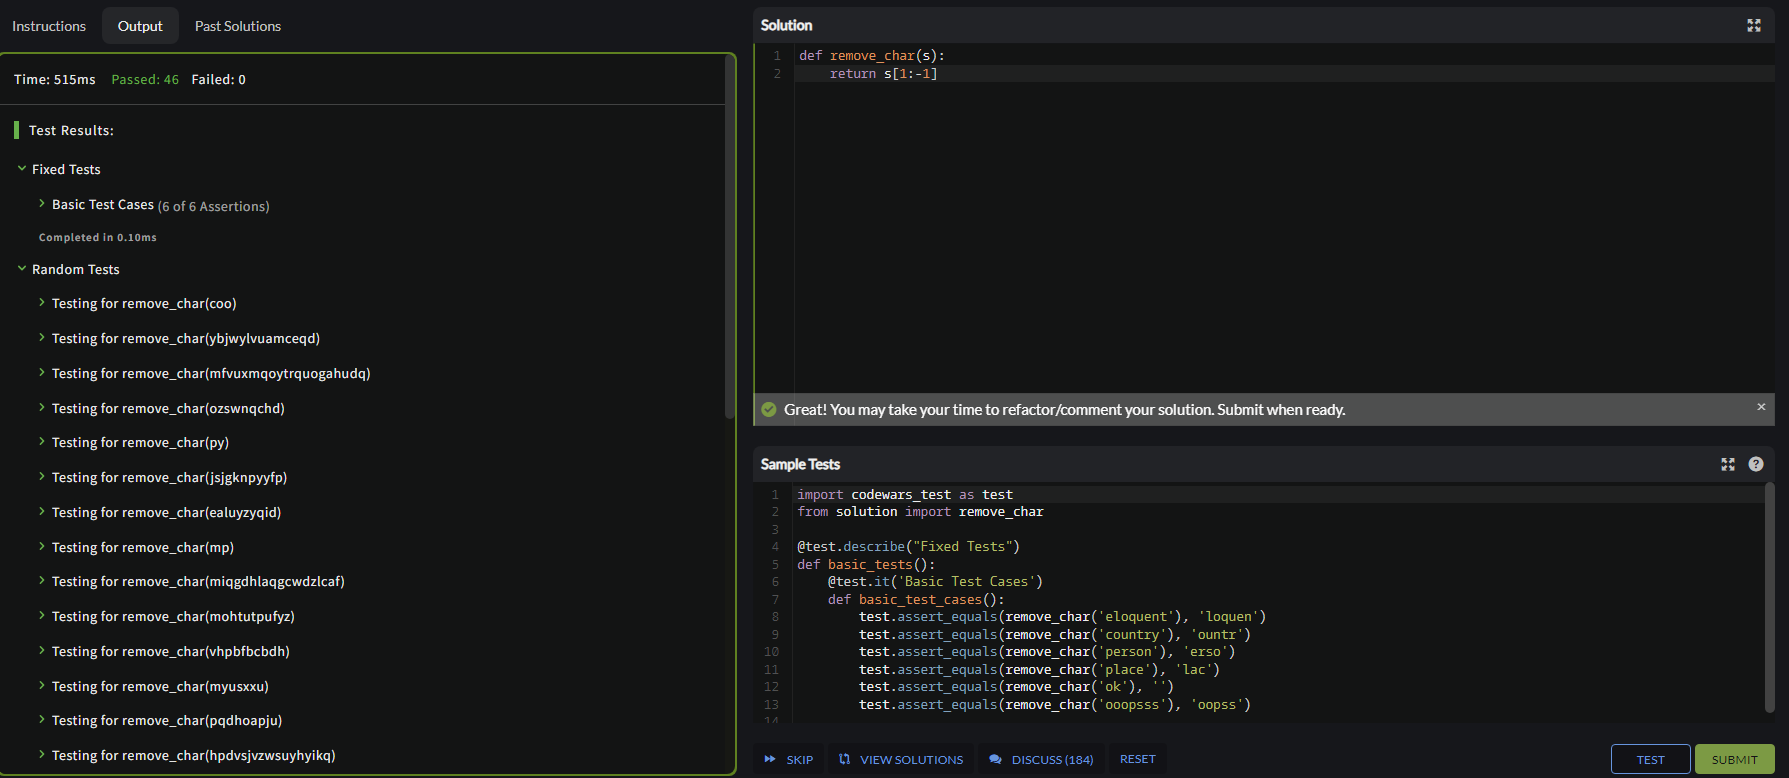 Instructions Output Past Solutions
Time: 515ms Passed: 46 Failed: 0
Test Results:
Fixed Tests
Basic Test Cases (6 of 6 Assertions)
Completed in 0.10ms
Random Tests
Testing for remove_char(coo)
Testing for remove_char(ybjwylvuamceqd)
Testing for remove_char(mfvuxmqoytrquogahudq)
Testing for remove_char(ozswnqchd)
Testing for remove_char(py)
Testing for remove_char(jsjgknpyyfp)
Testing for remove_char(ealuyzyqid)
Testing for remove_char(mp)
Testing for remove_char(miqgdhlaqgcwdzlcaf)
Testing for remove_char(mohtutpufyz)
Testing for remove_char(vhpbfbcbdh)
Testing for remove_char(myusxxu)
Testing for remove_char(pqdhoapju)
Testing for remove_char(hpdvsjvzwsuyhyikq)
Solution
1 def remove_char(s):
2     return s[1:-1]
Great! You may take your time to refactor/comment your solution. Submit when ready. ×
Sample Tests ?
1 import codewars_test as test
2 from solution import remove_char
3
4 @test.describe("Fixed Tests")
5 def basic_tests():
6     @test.it('Basic Test Cases')
7     def basic_test_cases():
8         test.assert_equals(remove_char('eloquent'), 'loquen')
9         test.assert_equals(remove_char('country'), 'ountr')
10         test.assert_equals(remove_char('person'), 'erso')
11         test.assert_equals(remove_char('place'), 'lac')
12         test.assert_equals(remove_char('ok'), '')
13         test.assert_equals(remove_char('ooopsss'), 'oopss')
14
SKIP VIEW SOLUTIONS DISCUSS (184) RESET TEST SUBMIT